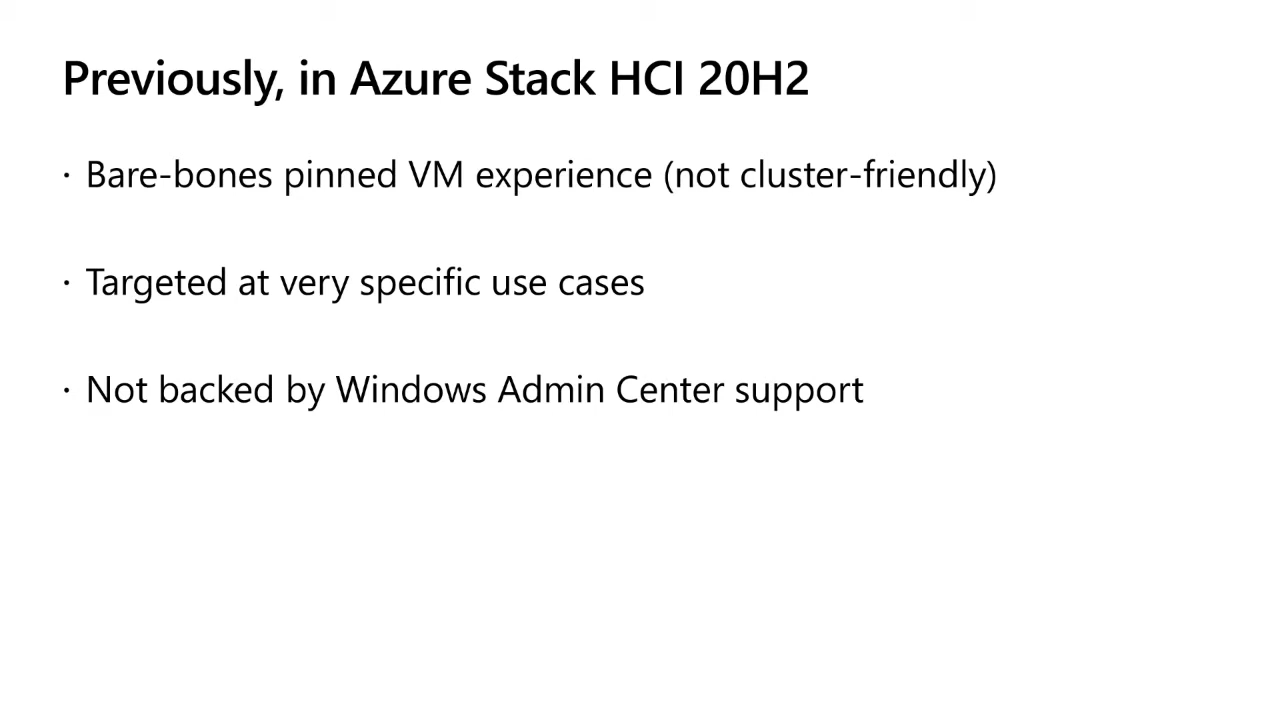 Previously, in Azure Stack HCI 20H2
· Bare-bones pinned VM experience (not cluster-friendly)
· Targeted at very specific use cases
· Not backed by Windows Admin Center support